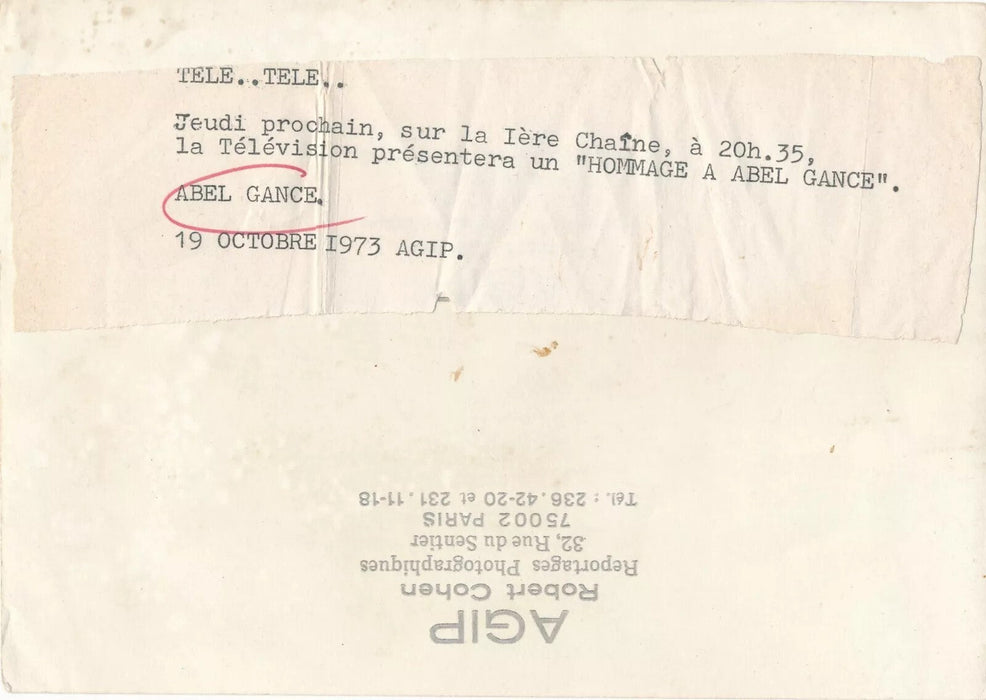 TELE..TELE..
Jeudi prochain, sur la Ière Chaîne, à 20h.35,
la Télévision présentera un "HOMMAGE A ABEL GANCE".
ABEL GANCE.
19 OCTOBRE I973 AGIP.
AGIP
Robert Cohen
Reportages Photographiques
32, Rue du Sentier
75002 PARIS
Tél. : 236.42-20 et 231.11-18